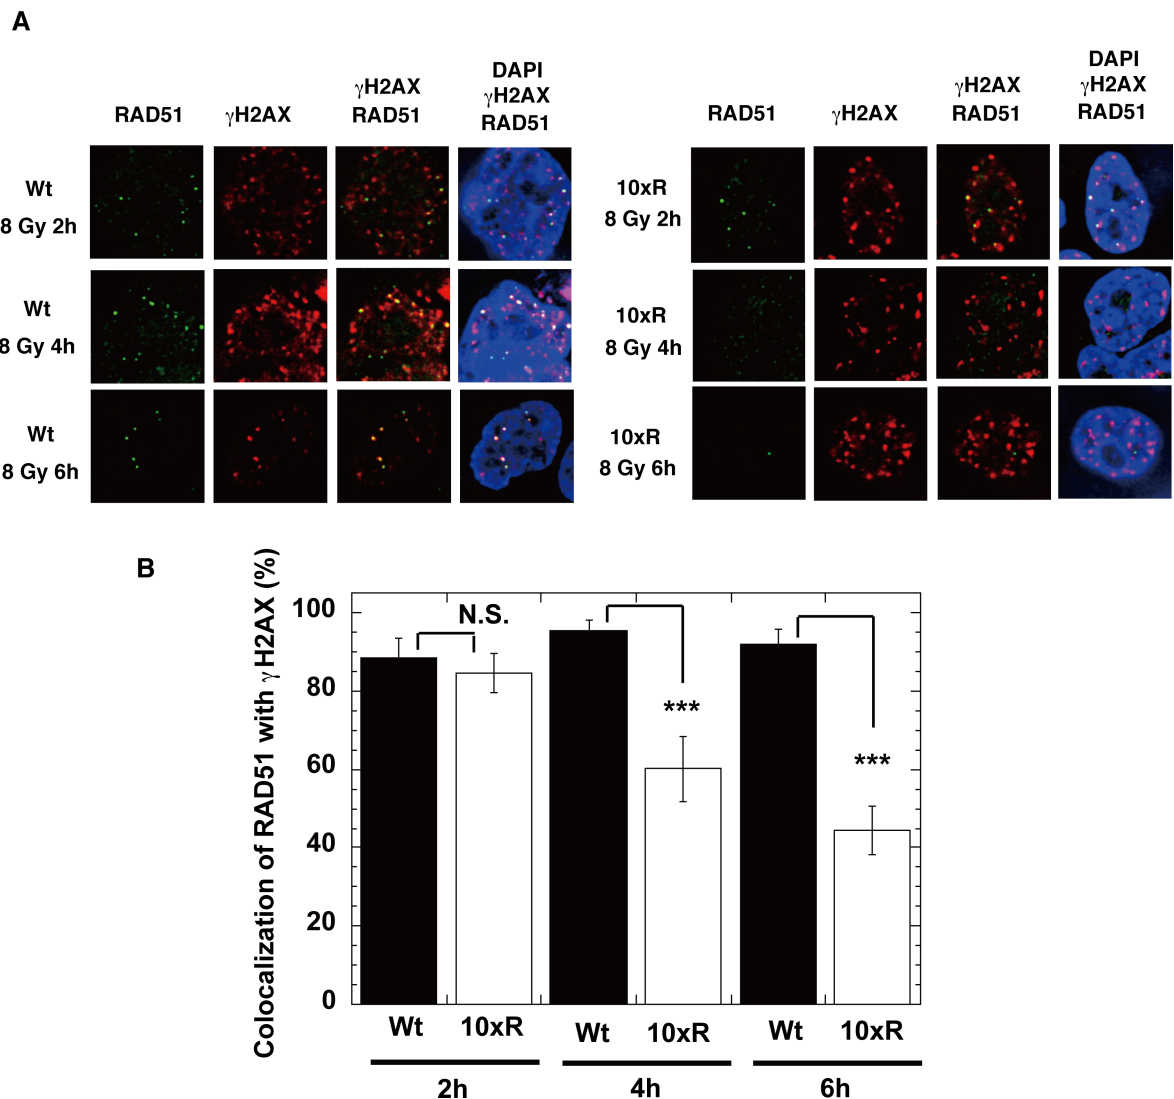 A
RAD51
γH2AX
γH2AX
RAD51
DAPI
γH2AX
RAD51
RAD51
γH2AX
γH2AX
RAD51
DAPI
γH2AX
RAD51
Wt
8 Gy 2h
10xR
8 Gy 2h
Wt
8 Gy 4h
10xR
8 Gy 4h
Wt
8 Gy 6h
10xR
8 Gy 6h
B
Colocalization of RAD51 with γ H2AX (%)
100
80
60
40
20
0
N.S.
***
***
Wt
10xR
Wt
10xR
Wt
10xR
2h
4h
6h